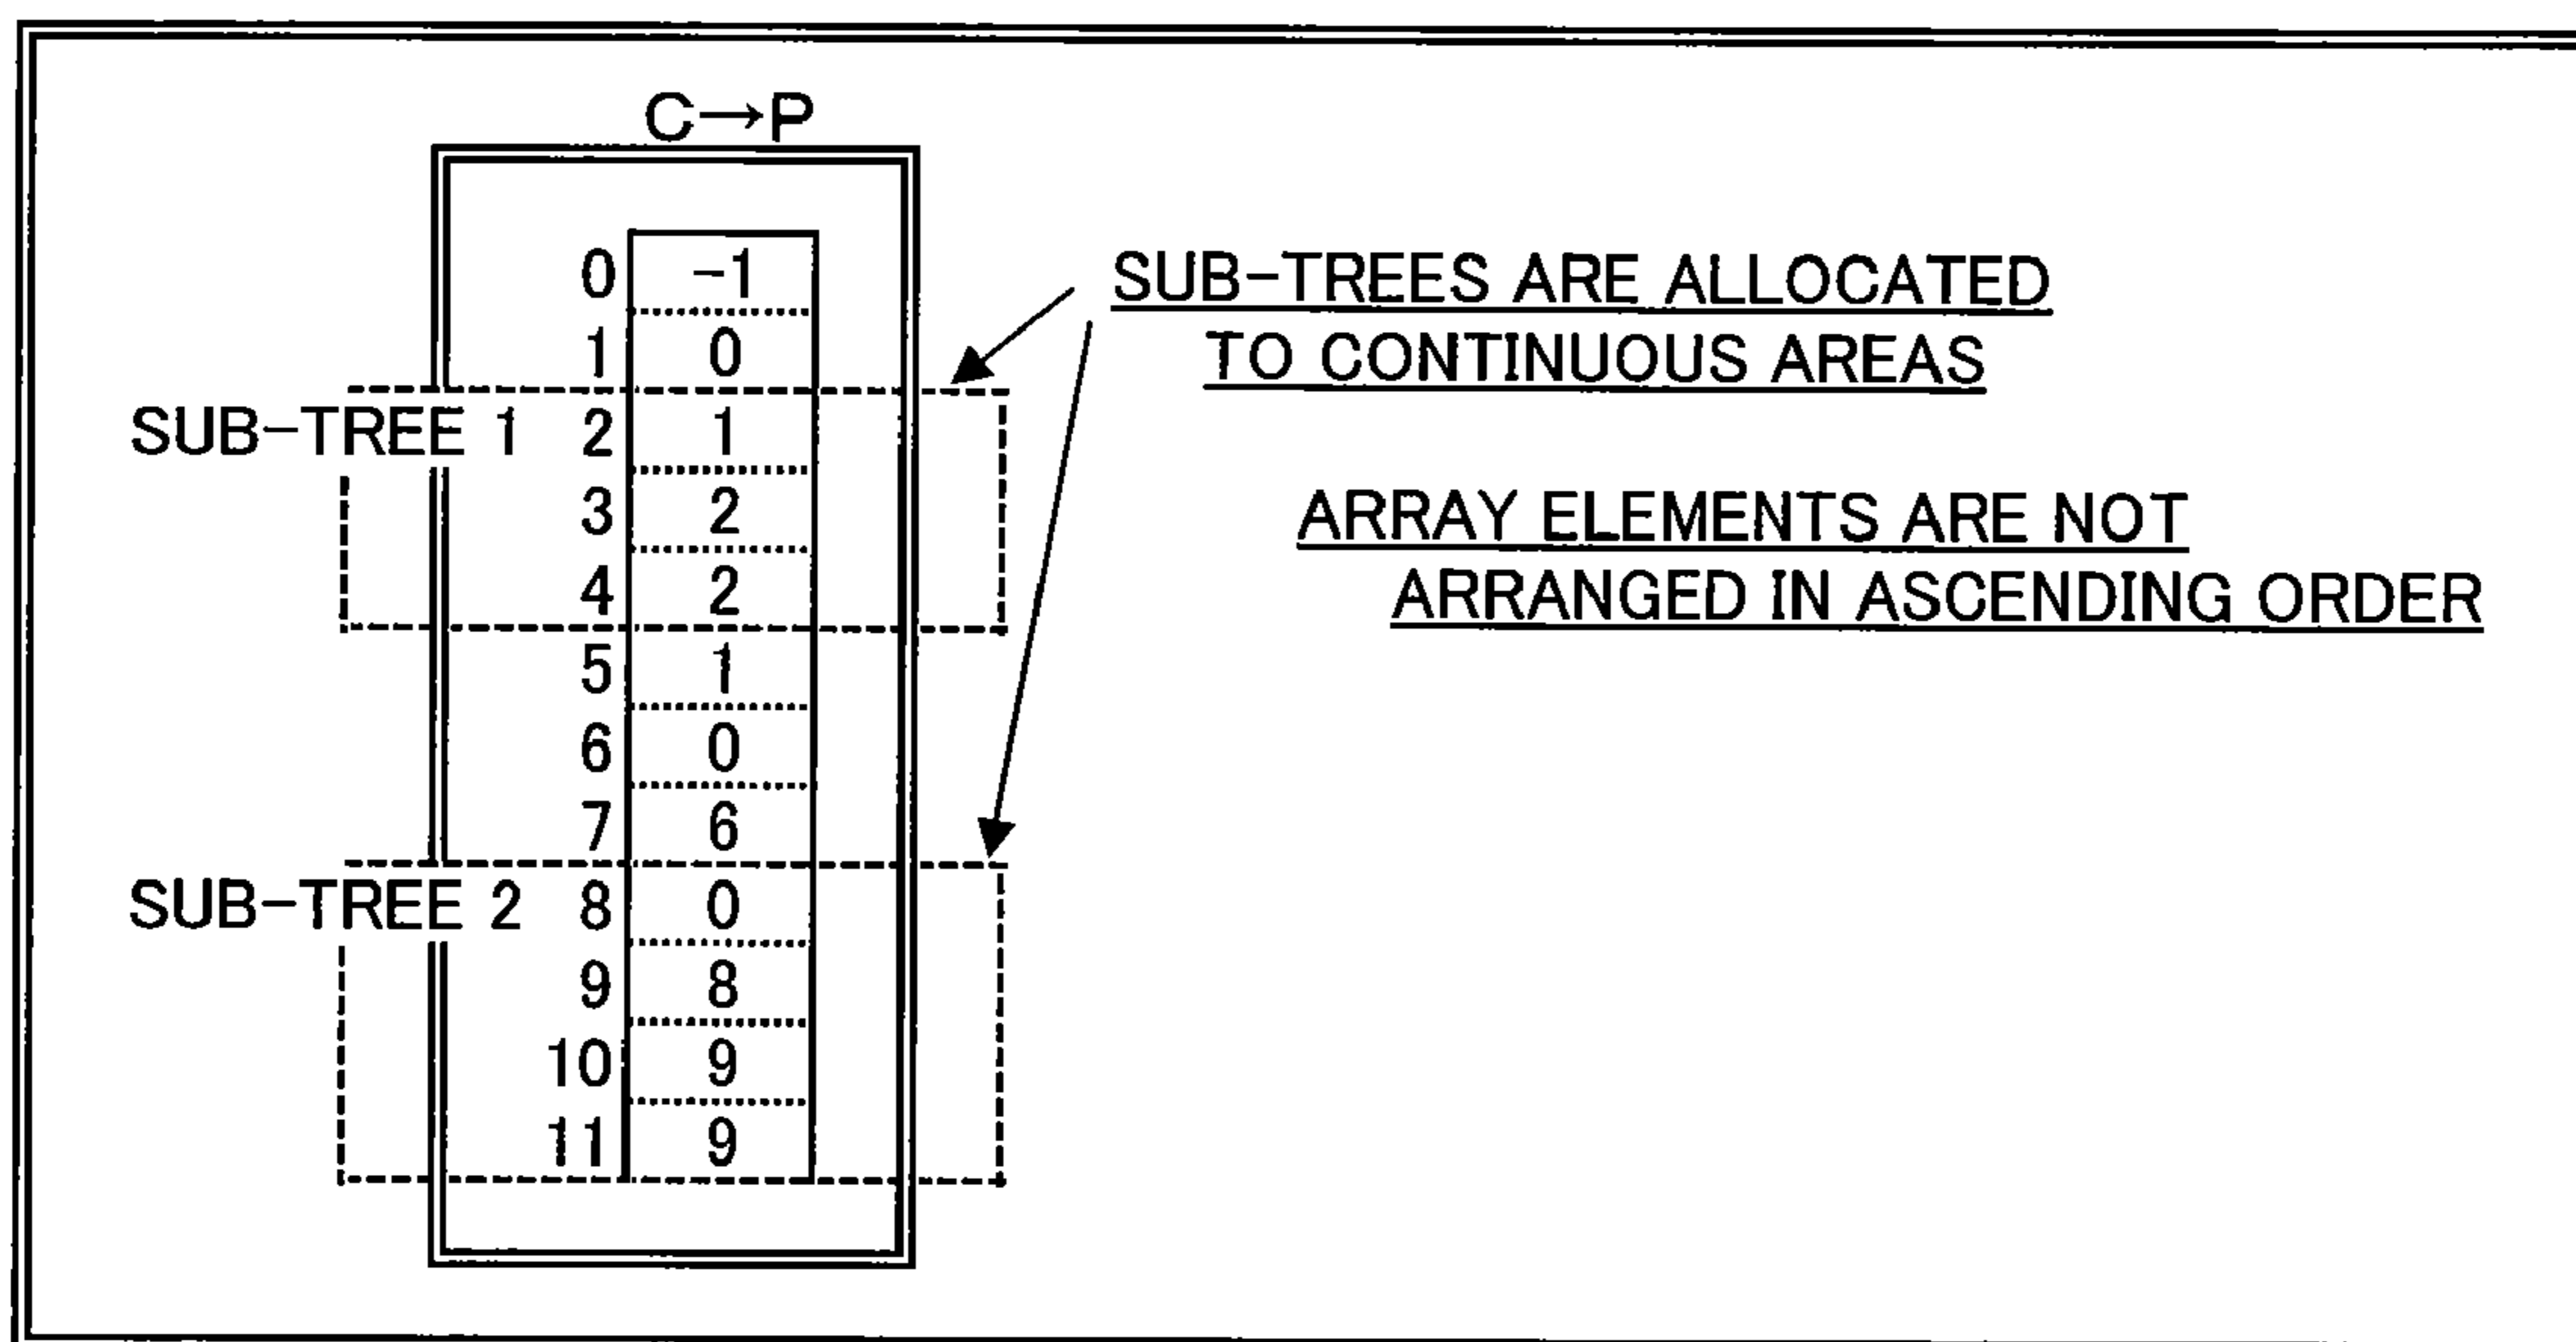 C→P
0 -1
1 0
SUB-TREE 1 2 1
3 2
4 2
5 1
6 0
7 6
SUB-TREE 2 8 0
9 8
10 9
11 9
SUB-TREES ARE ALLOCATED
TO CONTINUOUS AREAS
ARRAY ELEMENTS ARE NOT
ARRANGED IN ASCENDING ORDER